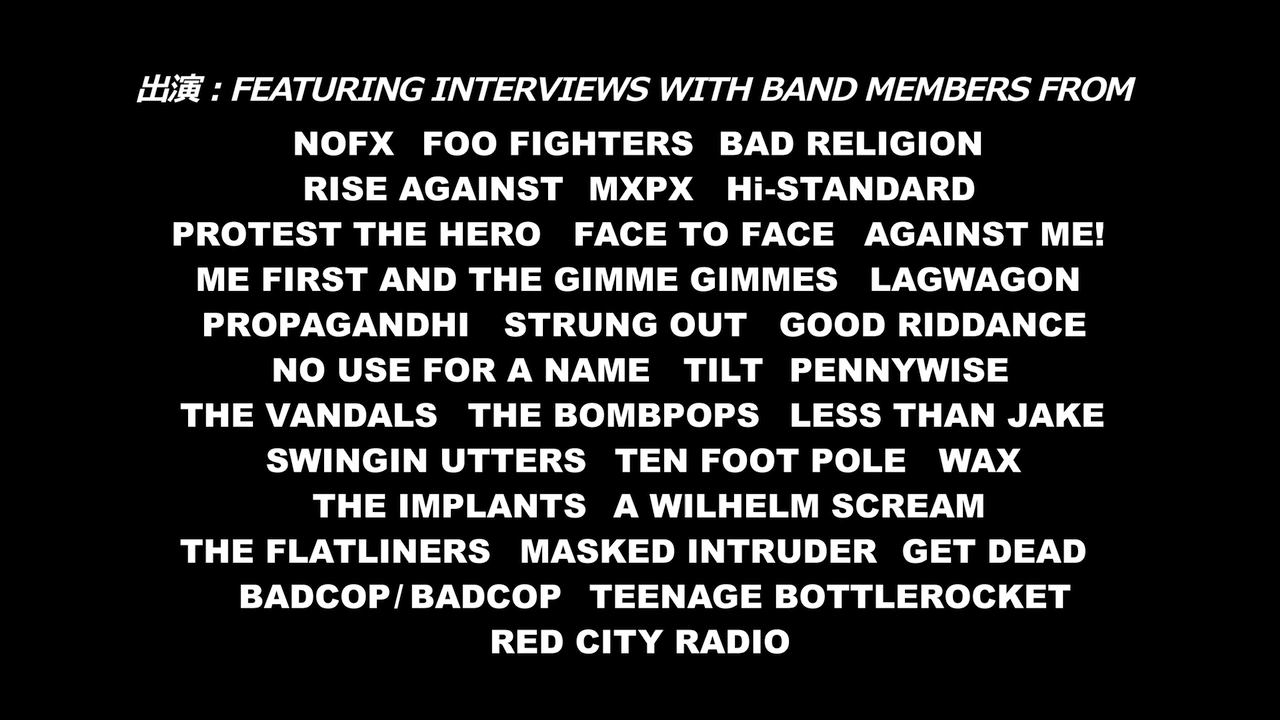 出演 : FEATURING INTERVIEWS WITH BAND MEMBERS FROM
NOFX FOO FIGHTERS BAD RELIGION
RISE AGAINST MXPX Hi-STANDARD
PROTEST THE HERO FACE TO FACE AGAINST ME!
ME FIRST AND THE GIMME GIMMES LAGWAGON
PROPAGANDHI STRUNG OUT GOOD RIDDANCE
NO USE FOR A NAME TILT PENNYWISE
THE VANDALS THE BOMBPOPS LESS THAN JAKE
SWINGIN UTTERS TEN FOOT POLE WAX
THE IMPLANTS A WILHELM SCREAM
THE FLATLINERS MASKED INTRUDER GET DEAD
BADCOP/BADCOP TEENAGE BOTTLEROCKET
RED CITY RADIO